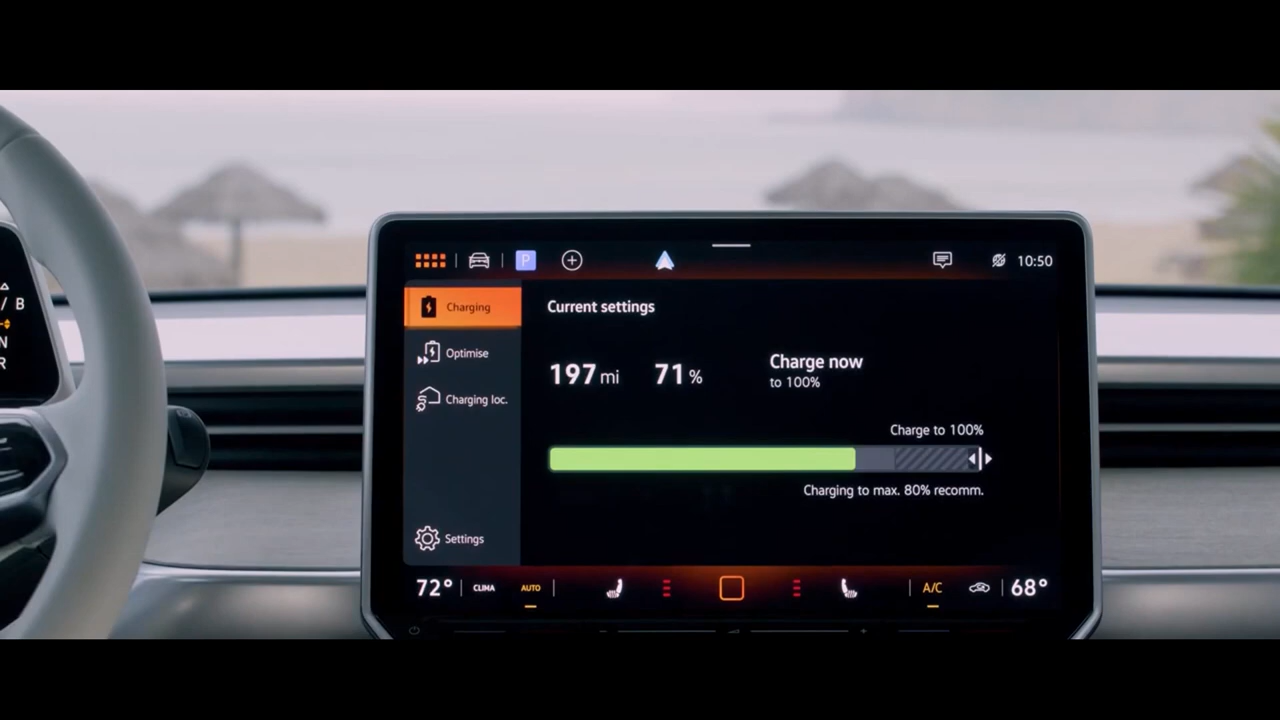 P
10:50
/ B
N
R
Charging
Optimise
Charging loc.
Settings
Current settings
197 mi
71 %
Charge now
to 100%
Charge to 100%
Charging to max. 80% recomm.
72°
CLIMA
AUTO
A/C
68°